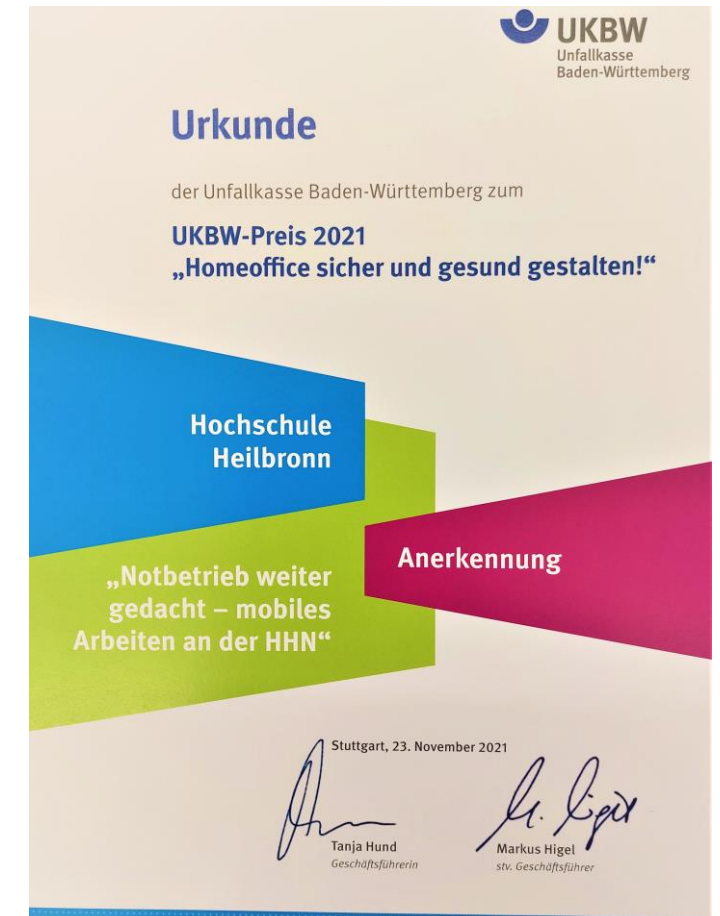 UKBW
Unfallkasse
Baden-Württemberg
Urkunde
der Unfallkasse Baden-Württemberg zum
UKBW-Preis 2021
„Homeoffice sicher und gesund gestalten!“
Hochschule
Heilbronn
Anerkennung
„Notbetrieb weiter
gedacht – mobiles
Arbeiten an der HHN“
Stuttgart, 23. November 2021
Tanja Hund
Geschäftsführerin
M. Higel
Markus Higel
stv. Geschäftsführer